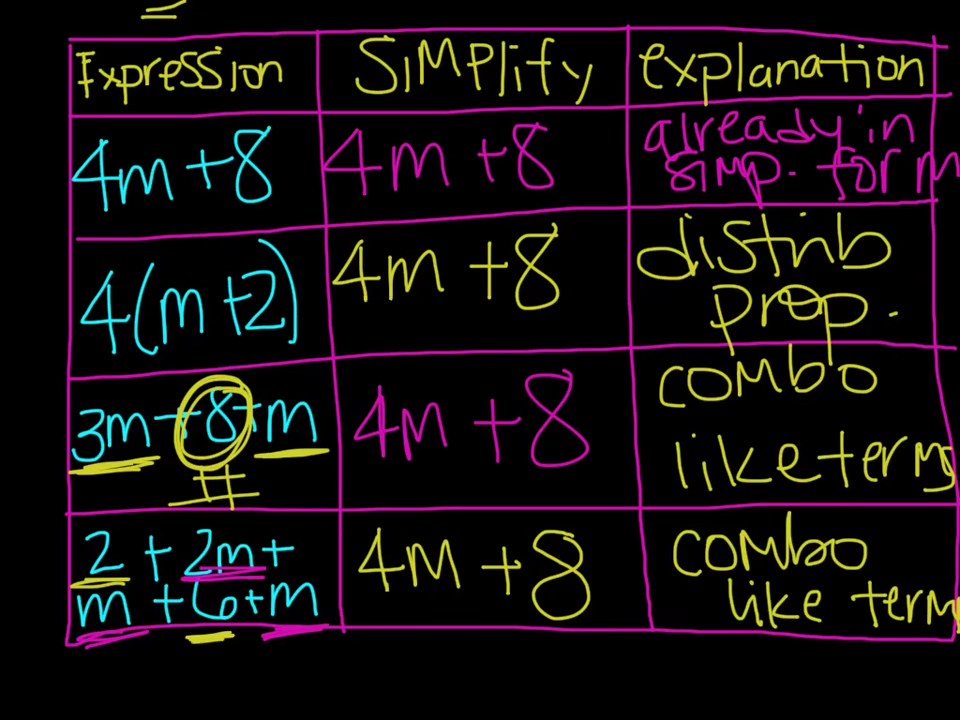 Expression SiMPlify explanation
4m+8 4m+8 already in
simp. form
4(m+2) 4m+8 distrib
prop.
3m+8+m 4m+8 combo
like terms
#
2 + 2m+ 4m+8 combo
m +6+m like term